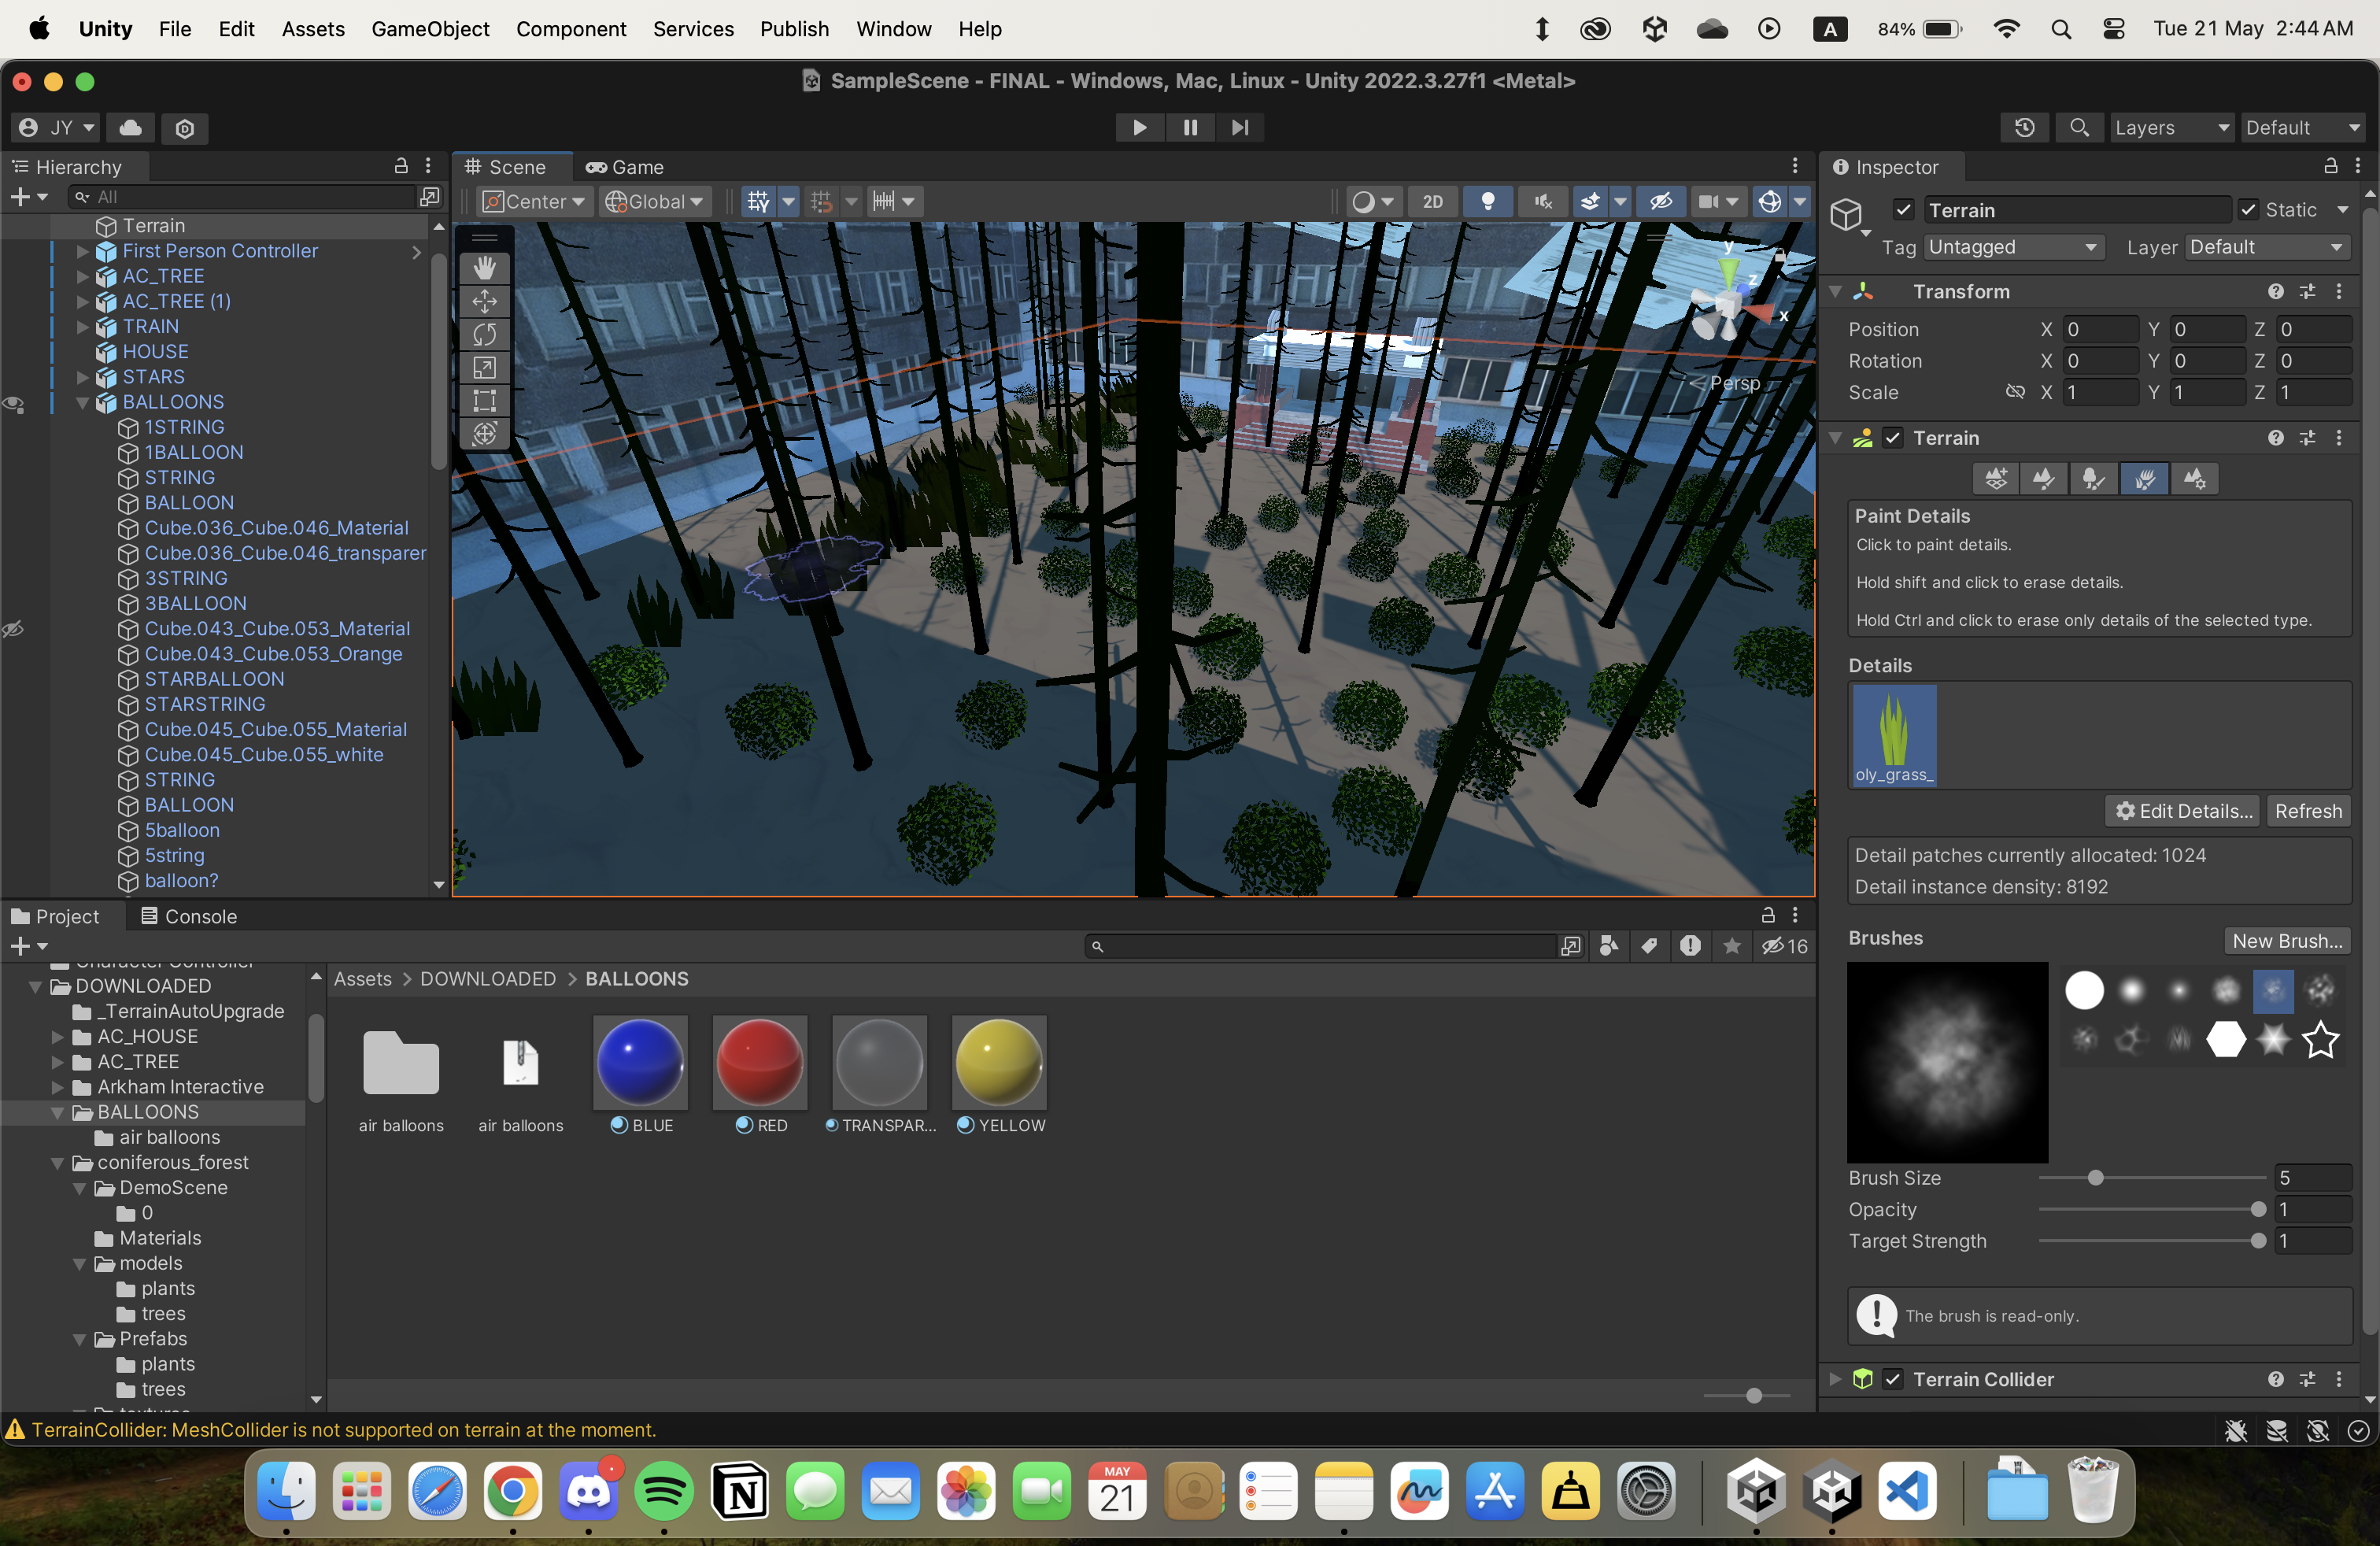 Unity File Edit Assets GameObject Component Services Publish Window Help A 84% Tue 21 May 2:44 AM
SampleScene - FINAL - Windows, Mac, Linux - Unity 2022.3.27f1 <Metal>
JY Layers Default
Hierarchy
All
Terrain
First Person Controller
AC_TREE
AC_TREE (1)
TRAIN
HOUSE
STARS
BALLOONS
1STRING
1BALLOON
STRING
BALLOON
Cube.036_Cube.046_Material
Cube.036_Cube.046_transparer
3STRING
3BALLOON
Cube.043_Cube.053_Material
Cube.043_Cube.053_Orange
STARBALLOON
STARSTRING
Cube.045_Cube.055_Material
Cube.045_Cube.055_white
STRING
BALLOON
5balloon
5string
balloon?
Scene Game
Center Global 2D
y
z
x
Persp
Inspector
Terrain Static
Tag Untagged Layer Default
Transform
Position X 0 Y 0 Z 0
Rotation X 0 Y 0 Z 0
Scale X 1 Y 1 Z 1
Terrain
Paint Details
Click to paint details.
Hold shift and click to erase details.
Hold Ctrl and click to erase only details of the selected type.
Details
oly_grass_
Edit Details... Refresh
Detail patches currently allocated: 1024
Detail instance density: 8192
Brushes New Brush...
Brush Size 5
Opacity 1
Target Strength 1
The brush is read-only.
Terrain Collider
Project Console
16
Character Controller
DOWNLOADED
_TerrainAutoUpgrade
AC_HOUSE
AC_TREE
Arkham Interactive
BALLOONS
air balloons
coniferous_forest
DemoScene
0
Materials
models
plants
trees
Prefabs
plants
trees
textures
Assets > DOWNLOADED > BALLOONS
air balloons air balloons BLUE RED TRANSPAR... YELLOW
TerrainCollider: MeshCollider is not supported on terrain at the moment.
MAY
21